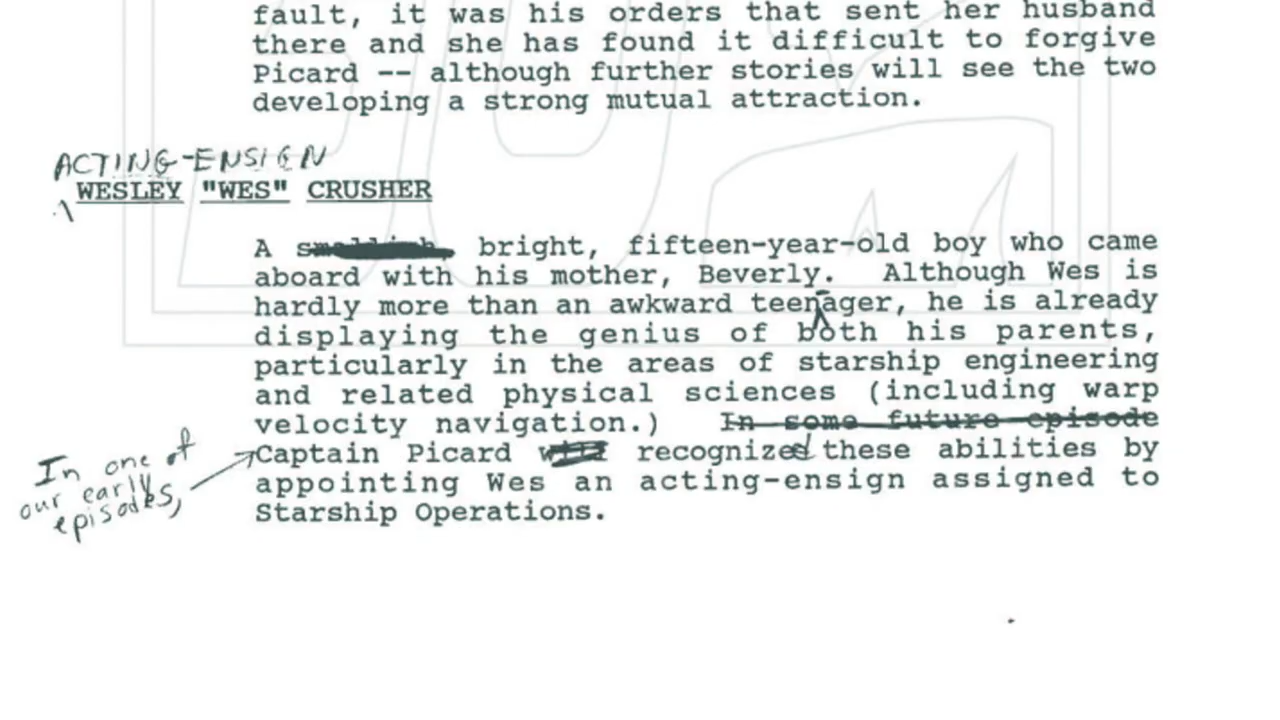 fault, it was his orders that sent her husband
there and she has found it difficult to forgive
Picard -- although further stories will see the two
developing a strong mutual attraction.
ACTING-ENSIGN
WESLEY "WES" CRUSHER
A bright, fifteen-year-old boy who came
aboard with his mother, Beverly. Although Wes is
hardly more than an awkward teenager, he is already
displaying the genius of both his parents,
particularly in the areas of starship engineering
and related physical sciences (including warp
velocity navigation.) In some future episode
In one of
our early
episodes,
Captain Picard will recognized these abilities by
appointing Wes an acting-ensign assigned to
Starship Operations.